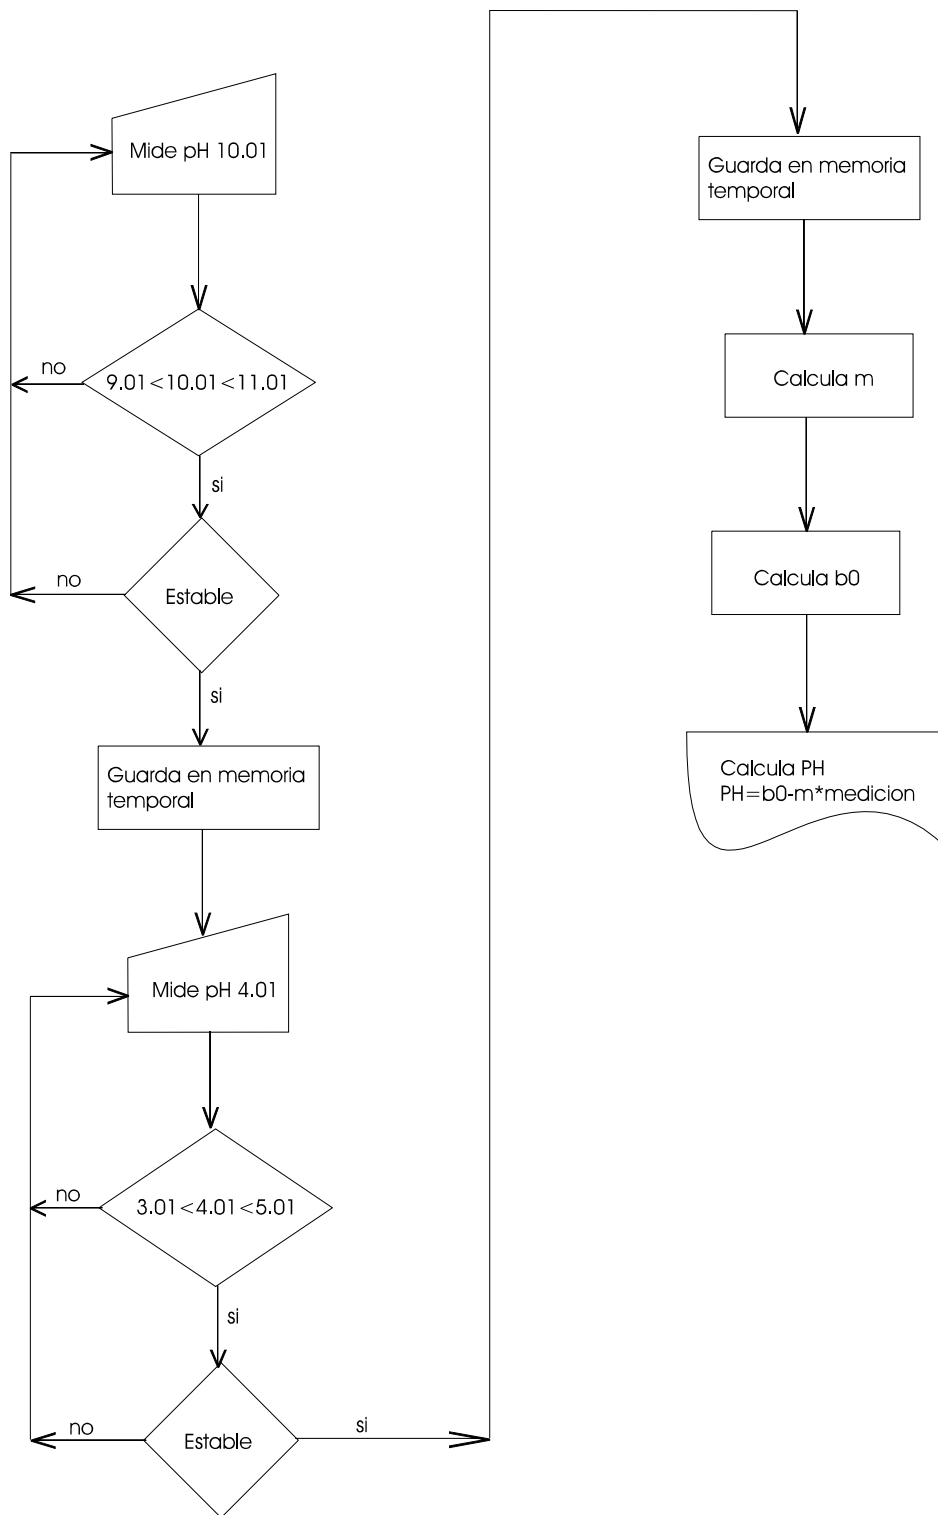 Mide pH 10.01
no
9.01<10.01<11.01
si
no
Estable
si
Guarda en memoria
temporal
Mide pH 4.01
no
3.01<4.01<5.01
si
no
Estable
si
Guarda en memoria
temporal
Calcula m
Calcula b0
Calcula PH
PH=b0-m*medicion